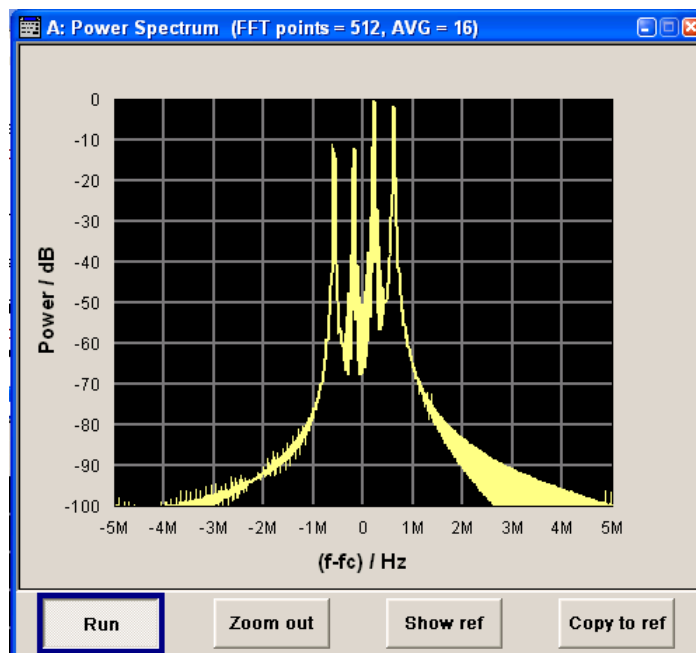 A: Power Spectrum (FFT points = 512, AVG = 16)
Power / dB
0
-10
-20
-30
-40
-50
-60
-70
-80
-90
-100
-5M -4M -3M -2M -1M 0 1M 2M 3M 4M 5M
(f-fc) / Hz
Run Zoom out Show ref Copy to ref